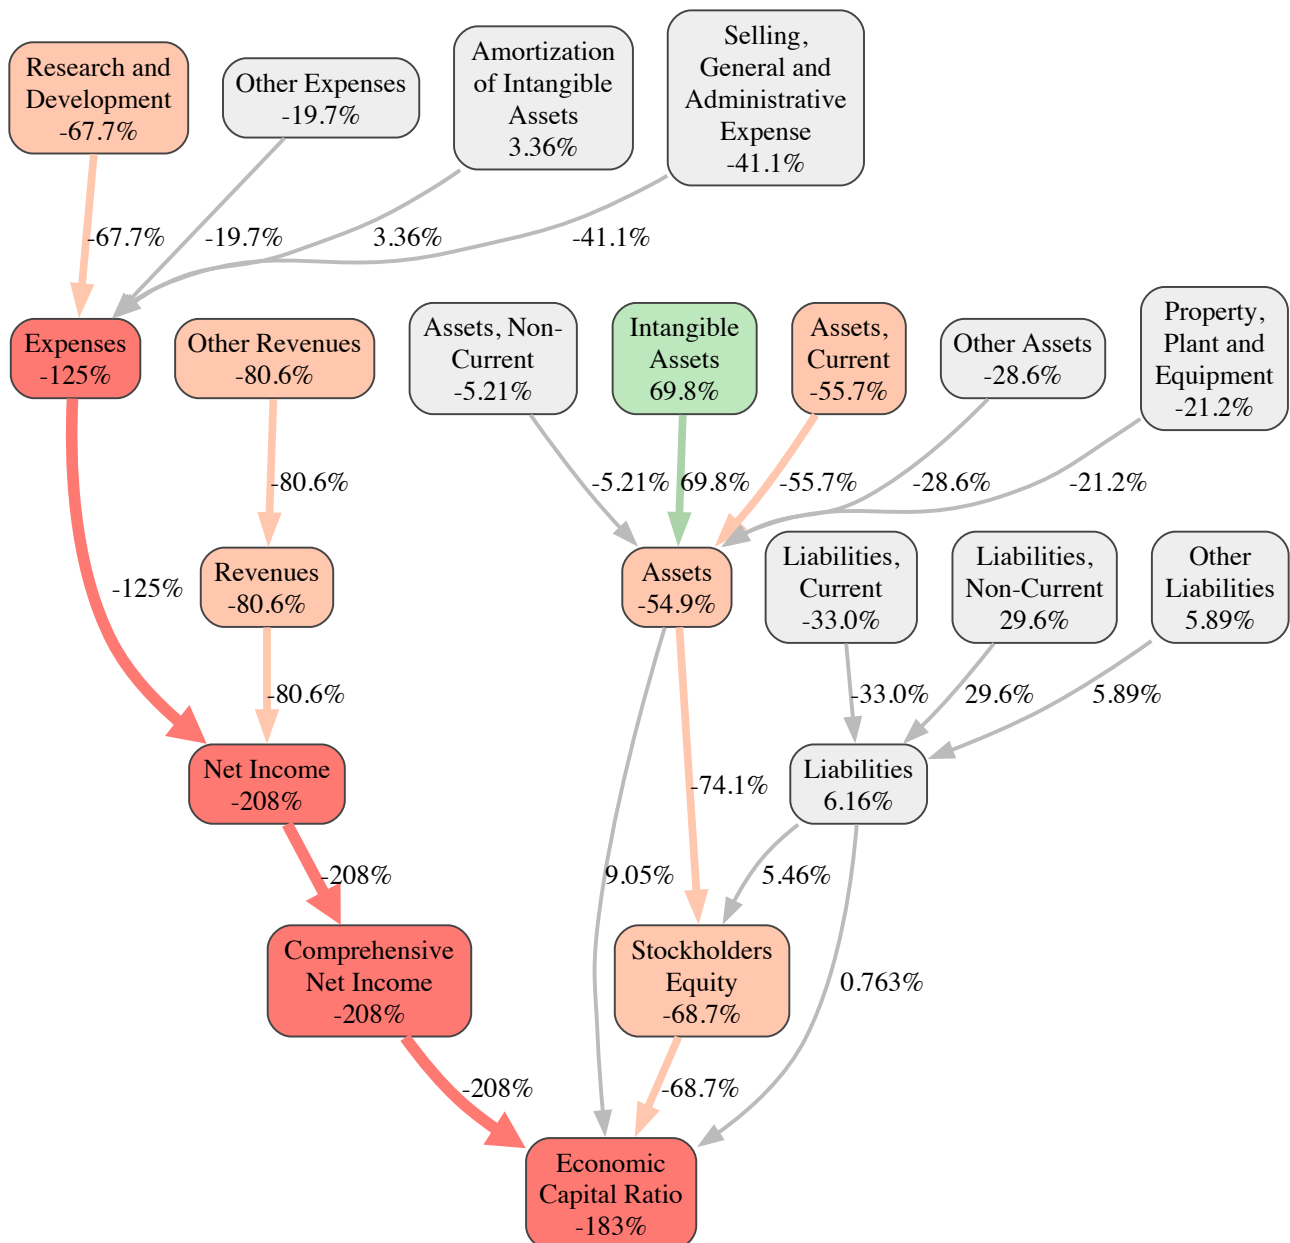 Research and
Development
-67.7%
Other Expenses
-19.7%
Amortization
of Intangible
Assets
3.36%
Selling,
General and
Administrative
Expense
-41.1%
-67.7%
-19.7%
3.36%
-41.1%
Expenses
-125%
Other Revenues
-80.6%
Assets, Non-
Current
-5.21%
Intangible
Assets
69.8%
Assets,
Current
-55.7%
Other Assets
-28.6%
Property,
Plant and
Equipment
-21.2%
-80.6%
-5.21%
69.8%
-55.7%
-28.6%
-21.2%
-125%
Revenues
-80.6%
Assets
-54.9%
Liabilities,
Current
-33.0%
Liabilities,
Non-Current
29.6%
Other
Liabilities
5.89%
-80.6%
-33.0%
29.6%
5.89%
Net Income
-208%
-74.1%
Liabilities
6.16%
-208%
9.05%
5.46%
Comprehensive
Net Income
-208%
Stockholders
Equity
-68.7%
0.763%
-208%
-68.7%
Economic
Capital Ratio
-183%